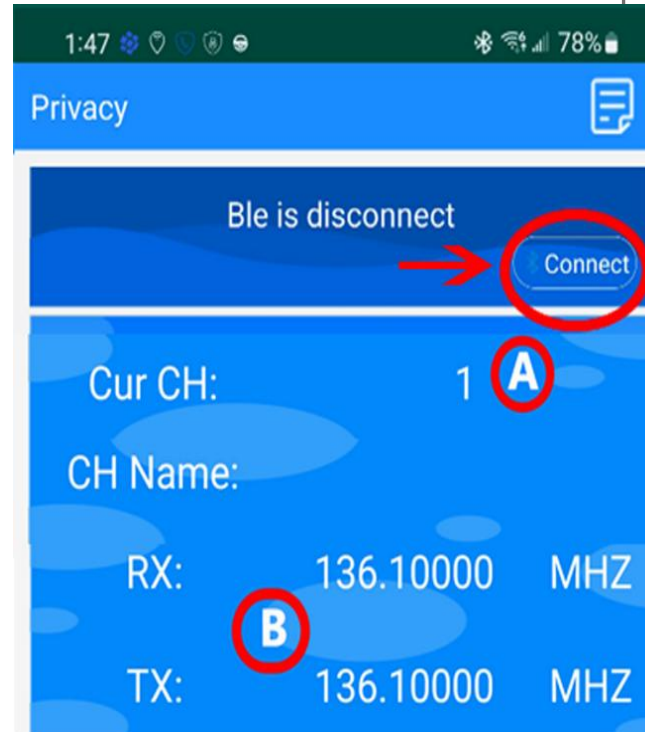 1:47 78%
Privacy
Ble is disconnect
Connect
Cur CH: 1 A
CH Name:
RX: 136.10000 MHZ
B
TX: 136.10000 MHZ